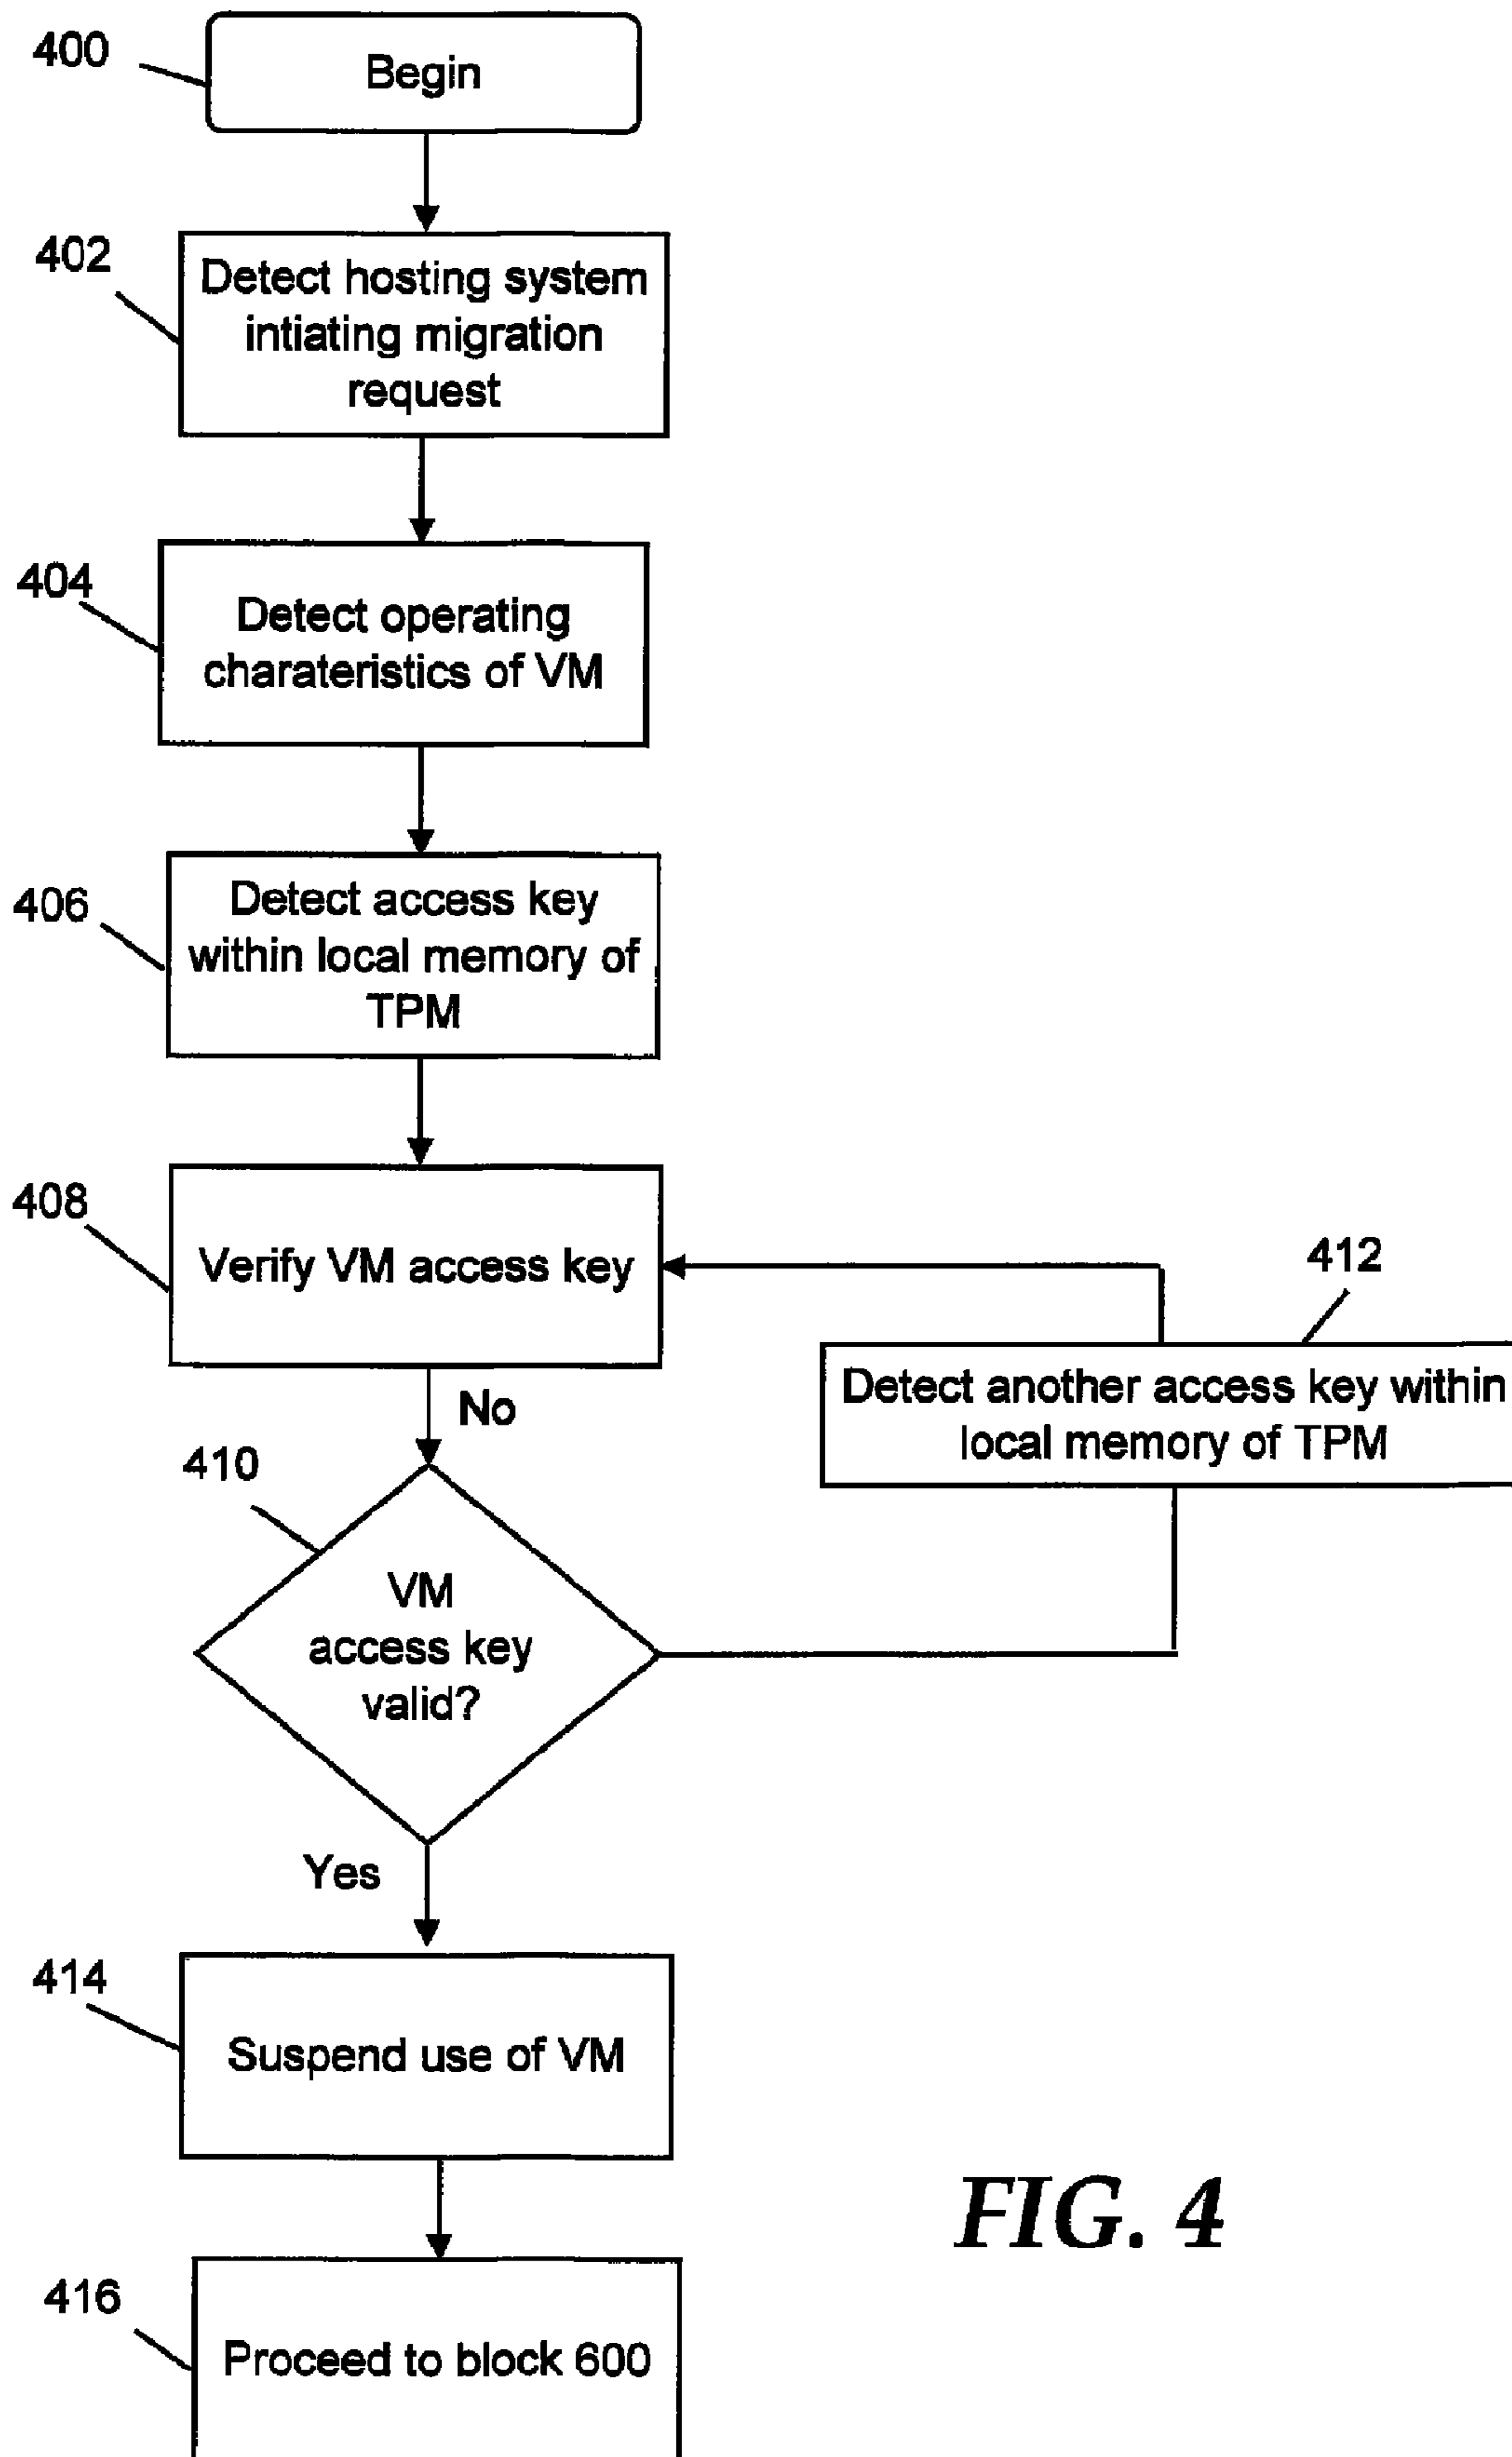 400
Begin
402
Detect hosting system
intiating migration
request
404
Detect operating
charateristics of VM
406
Detect access key
within local memory of
TPM
408
Verify VM access key
412
Detect another access key within
local memory of TPM
No
410
VM
access key
valid?
Yes
414
Suspend use of VM
416
Proceed to block 600
FIG. 4